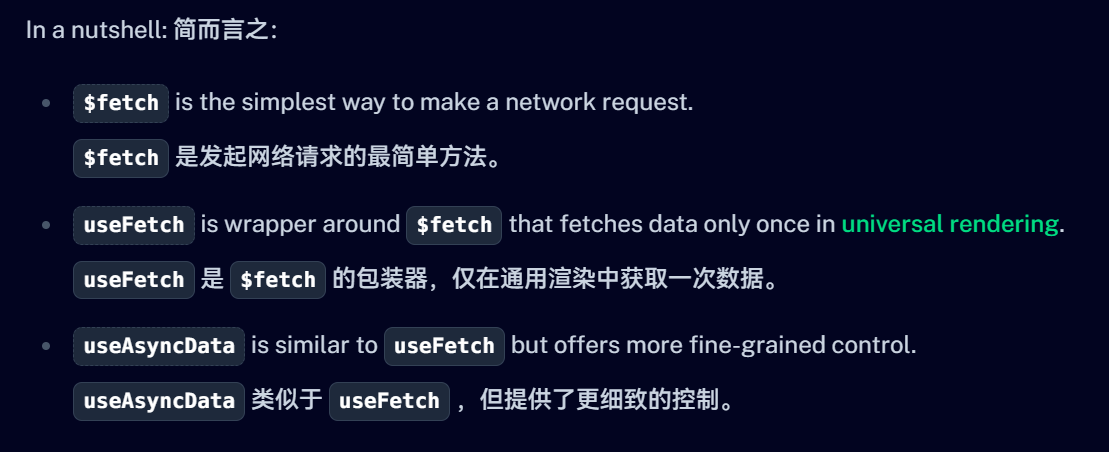 In a nutshell: 简而言之：
$fetch is the simplest way to make a network request.
$fetch 是发起网络请求的最简单方法。
useFetch is wrapper around $fetch that fetches data only once in universal rendering.
useFetch 是 $fetch 的包装器，仅在通用渲染中获取一次数据。
useAsyncData is similar to useFetch but offers more fine-grained control.
useAsyncData 类似于 useFetch ，但提供了更细致的控制。